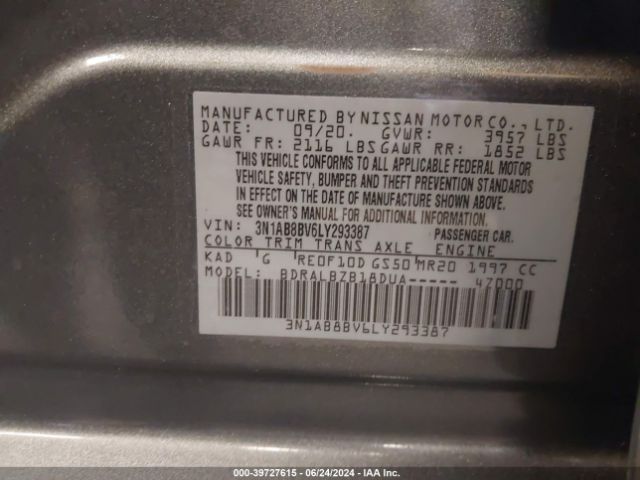 MANUFACTURED BY NISSAN MOTOR CO., LTD.
DATE: 09/20. GVWR: 3957 LBS
GAWR FR: 2116 LBS GAWR RR: 1852 LBS
THIS VEHICLE CONFORMS TO ALL APPLICABLE FEDERAL MOTOR
VEHICLE SAFETY, BUMPER AND THEFT PREVENTION STANDARDS
IN EFFECT ON THE DATE OF MANUFACTURE SHOWN ABOVE.
SEE OWNER'S MANUAL FOR ADDITIONAL INFORMATION.
VIN: 3N1AB8BV6LY293387 PASSENGER CAR.
COLOR TRIM TRANS AXLE ENGINE
KAD G RE0F10D GS50 MR20 1997 CC
MODEL: BDRALBZB18DUA----- 47000
3N1AB8BV6LY293387
000-39727615 - 06/24/2024 - IAA Inc.